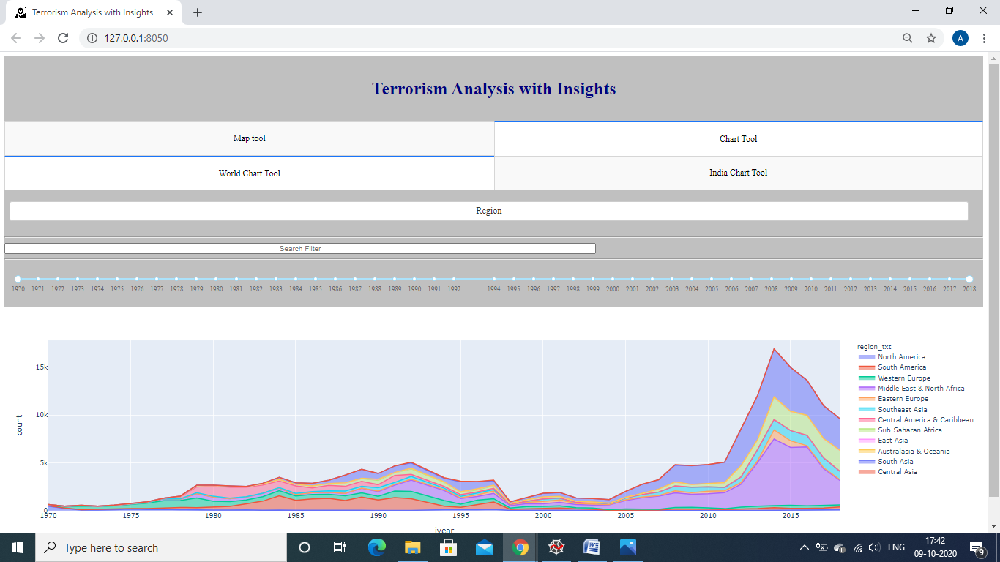 Terrorism Analysis with Insights
127.0.0.1:8050
A
Terrorism Analysis with Insights
Map tool
Chart Tool
World Chart Tool
India Chart Tool
Region
Search Filter
1970 1971 1972 1973 1974 1975 1976 1977 1978 1979 1980 1981 1982 1983 1984 1985 1986 1987 1988 1989 1990 1991 1992 1994 1995 1996 1997 1998 1999 2000 2001 2002 2003 2004 2005 2006 2007 2008 2009 2010 2011 2012 2013 2014 2015 2016 2017 2018
count
15k
10k
5k
0
1970 1975 1980 1985 1990 1995 2000 2005 2010 2015
iyear
region_txt
North America
South America
Western Europe
Middle East & North Africa
Eastern Europe
Southeast Asia
Central America & Caribbean
Sub-Saharan Africa
East Asia
Australasia & Oceania
South Asia
Central Asia
Type here to search
ENG
17:42
09-10-2020
9